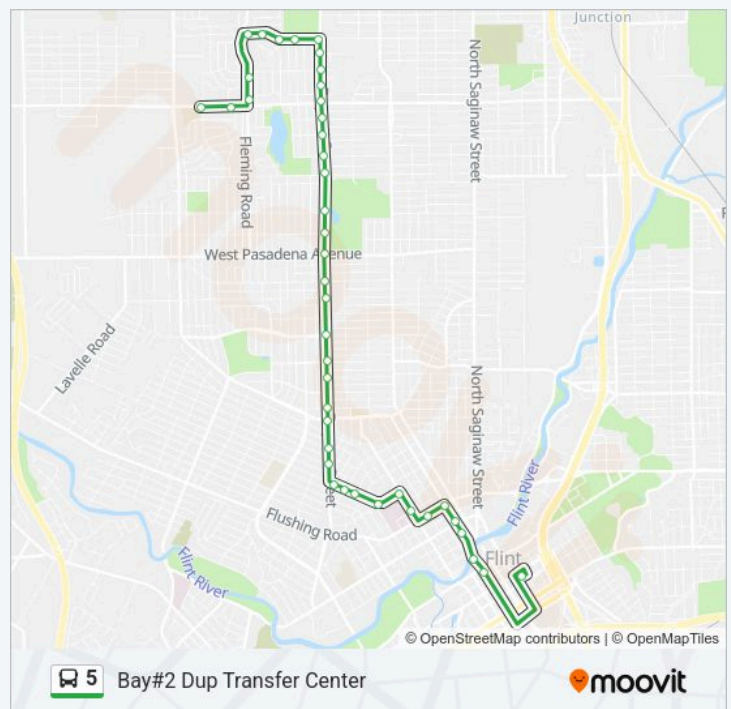 Junction
North Saginaw Street
Fleming Road
West Pasadena Avenue
Lavelle Road
North Saginaw Street
Flint River
Flushing Road
Flint
Flint River
© OpenStreetMap contributors | © OpenMapTiles
5 Bay#2 Dup Transfer Center
moovit